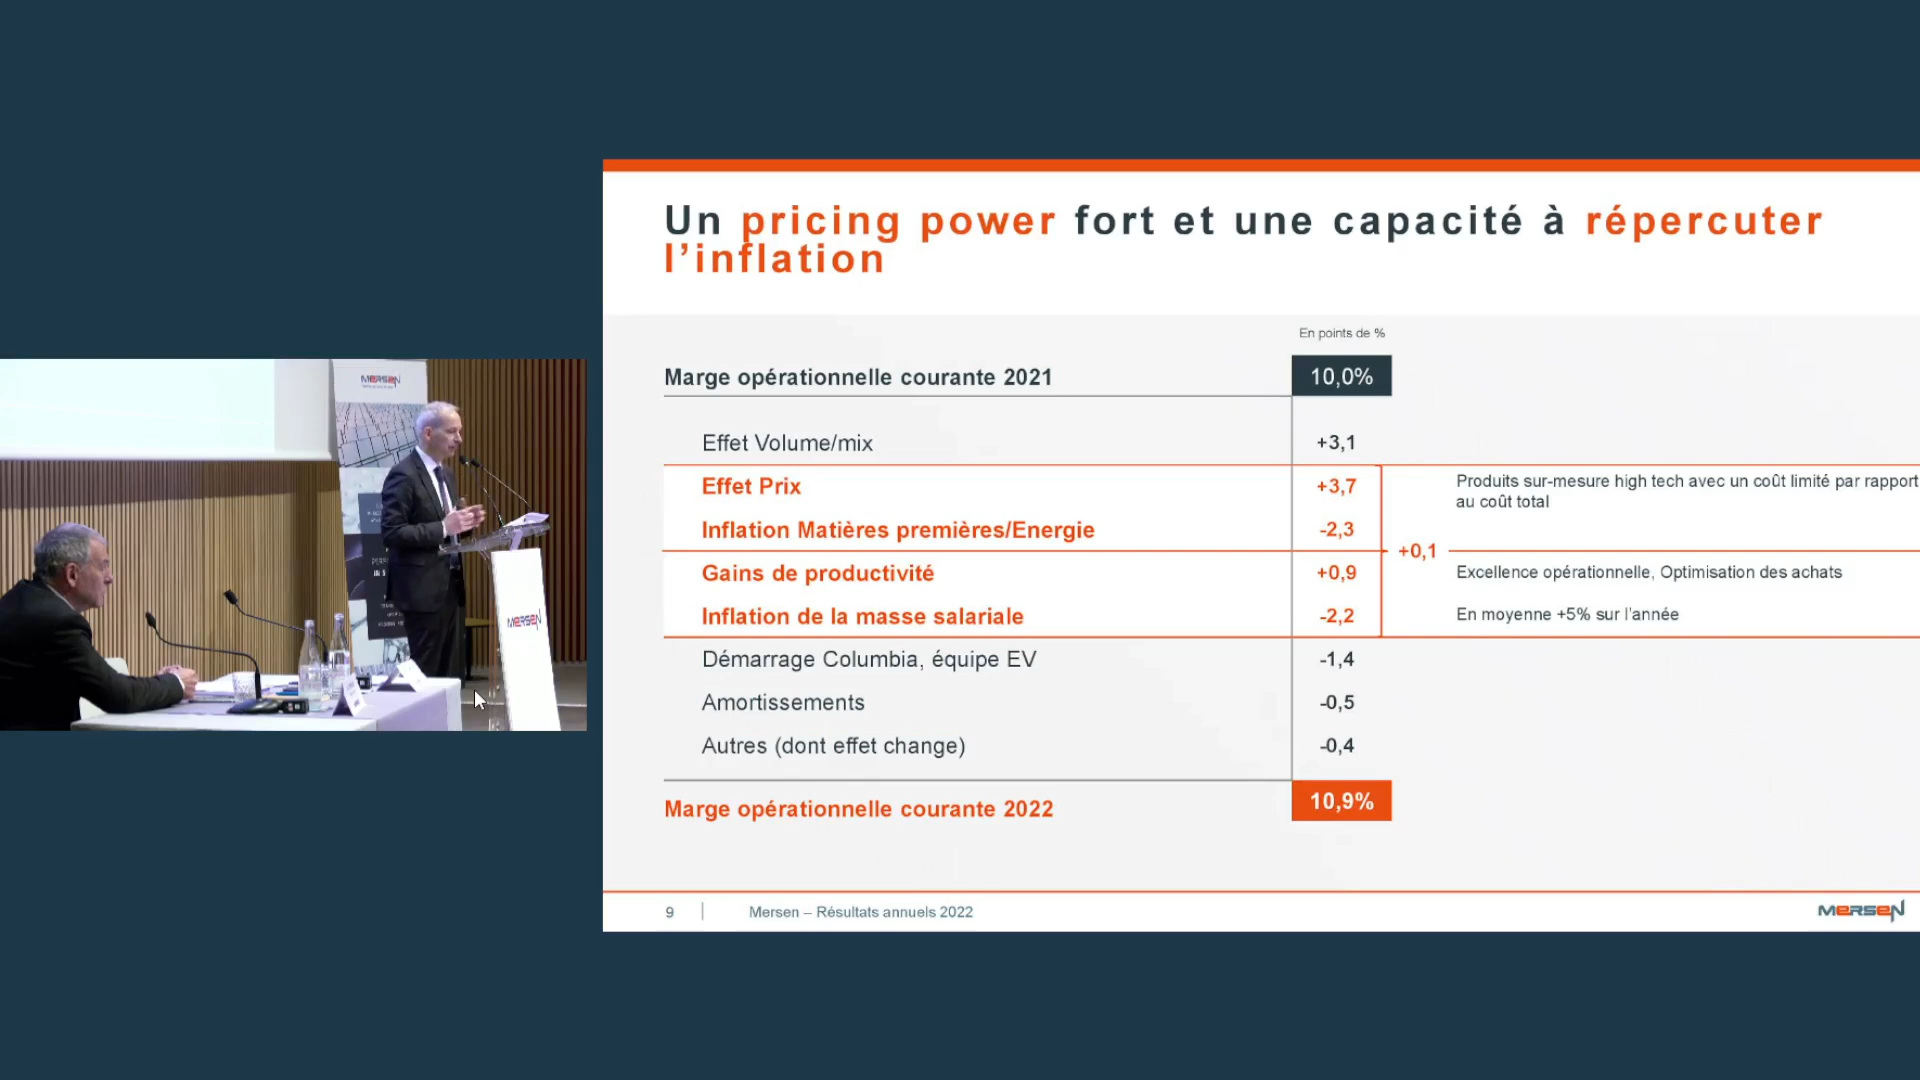 Un pricing power fort et une capacité à répercuter
l’inflation
En points de %
Marge opérationnelle courante 2021 10,0%
Effet Volume/mix +3,1
Effet Prix +3,7
Produits sur-mesure high tech avec un coût limité par rapport
au coût total
Inflation Matières premières/Energie -2,3
+0,1
Gains de productivité +0,9 Excellence opérationnelle, Optimisation des achats
Inflation de la masse salariale -2,2 En moyenne +5% sur l’année
Démarrage Columbia, équipe EV -1,4
Amortissements -0,5
Autres (dont effet change) -0,4
Marge opérationnelle courante 2022 10,9%
9 Mersen – Résultats annuels 2022 MERSEN
MERSEN
MERSEN